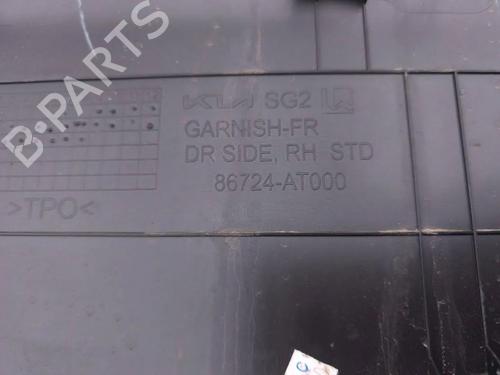 KIA SG2
GARNISH-FR
DR SIDE, RH STD
86724-AT000
>TPO<
B-PARTS